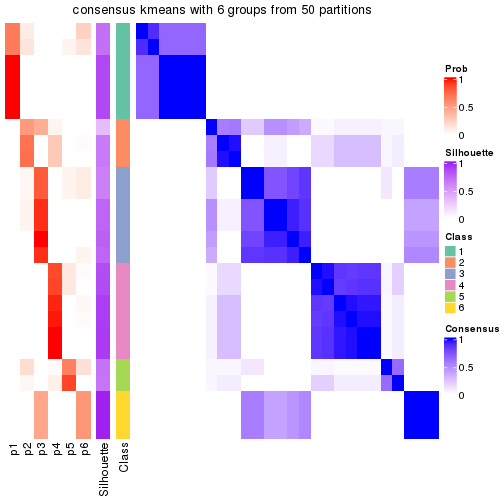 consensus kmeans with 6 groups from 50 partitions
Prob
1
0.5
0
Silhouette
1
0.5
0
Class
1
2
3
4
5
6
Consensus
1
0.5
0
p1
p2
p3
p4
p5
p6
Silhouette
Class